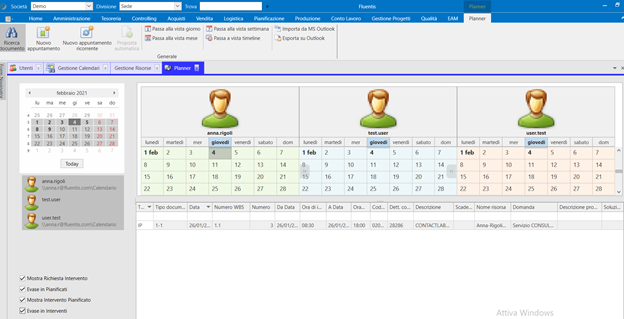 Società Demo Divisione Sede Trova Fluentis Planner
Home Amministrazione Tesoreria Controlling Acquisti Vendita Logistica Pianificazione Produzione Conto Lavoro Gestione Progetti Qualità EAM Planner
Ricerca documento Nuovo appuntamento Nuovo appuntamento ricorrente Proposta automatica
Passa alla vista giorno Passa alla vista settimana Importa da MS Outlook
Passa alla vista mese Passa a vista timeline Esporta su Outlook
Generale
Utenti Gestione Calendari Gestione Risorse Planner
febbraio 2021
lu ma me gi ve sa do
25 26 27 28 29 30 31
1 2 3 4 5 6 7
8 9 10 11 12 13 14
15 16 17 18 19 20 21
22 23 24 25 26 27 28
Today
anna.rigoli
\\anna.r@fluentis.com\Calendario
test.user
user.test
\\anna.r@fluentis.com\Calendario
Mostra Richiesta Intervento
Evase in Pianificati
Mostra Intervento Pianificato
Evase in Interventi
anna.rigoli test.user user.test
lunedì martedì mer giovedì venerdì sabato dom lunedì martedì mer giovedì venerdì sabato dom lunedì martedì mer giovedì venerdì sabato dom
1 feb 2 3 4 5 6 7 1 feb 2 3 4 5 6 7 1 feb 2 3 4 5 6 7
8 9 10 11 12 13 14 8 9 10 11 12 13 14 8 9 10 11 12 13 14
15 16 17 18 19 20 21 15 16 17 18 19 20 21 15 16 17 18 19 20 21
22 23 24 25 26 27 28 22 23 24 25 26 27 28 22 23 24 25 26 27 28
T... Tipo docum... Data Numero WBS Numero Da Data Ora di i... A Data Ora... Cod... Dett. co... Descrizione Scade... Nome risorsa Domanda Descrizione pro... Soluzi...
IP 1-1 26/01/2... 1.1 3 26/01/2... 08:30 26/01/2... 18:00 020... 28286 CONTACTLAB... Anna-Rigoli... Servizio CONSUL...
Attiva Windows